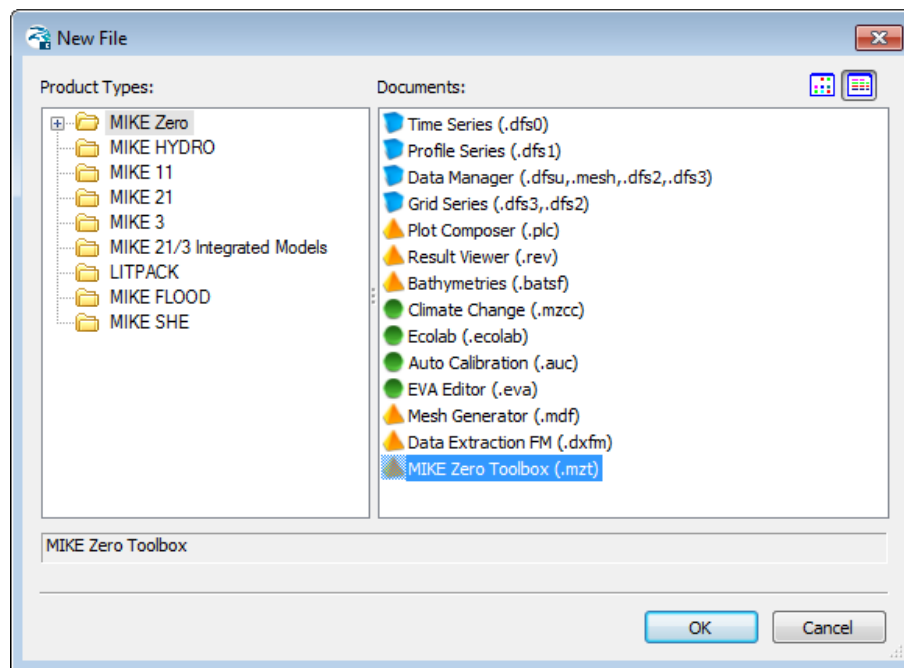 New File
Product Types:
Documents:
MIKE Zero
MIKE HYDRO
MIKE 11
MIKE 21
MIKE 3
MIKE 21/3 Integrated Models
LITPACK
MIKE FLOOD
MIKE SHE
Time Series (.dfs0)
Profile Series (.dfs1)
Data Manager (.dfsu,.mesh,.dfs2,.dfs3)
Grid Series (.dfs3,.dfs2)
Plot Composer (.plc)
Result Viewer (.rev)
Bathymetries (.batsf)
Climate Change (.mzcc)
Ecolab (.ecolab)
Auto Calibration (.auc)
EVA Editor (.eva)
Mesh Generator (.mdf)
Data Extraction FM (.dxfm)
MIKE Zero Toolbox (.mzt)
MIKE Zero Toolbox
OK
Cancel